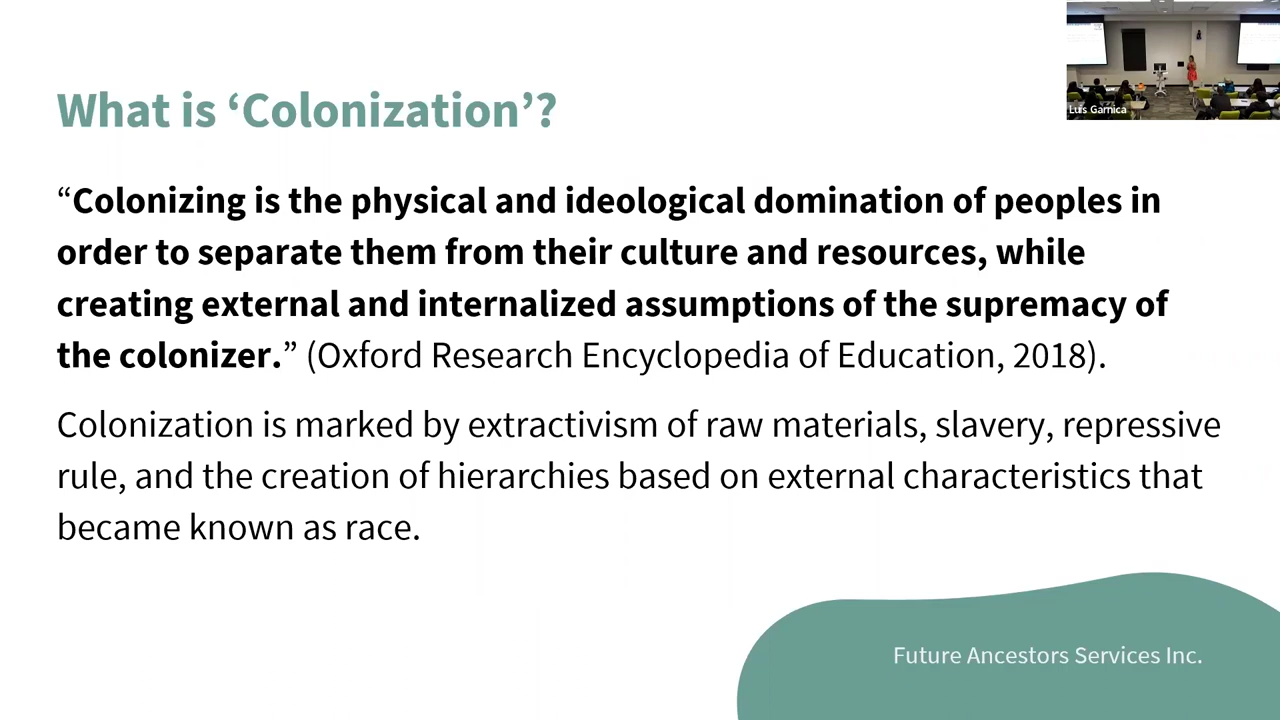 What is ‘Colonization’?
“Colonizing is the physical and ideological domination of peoples in
order to separate them from their culture and resources, while
creating external and internalized assumptions of the supremacy of
the colonizer.” (Oxford Research Encyclopedia of Education, 2018).
Colonization is marked by extractivism of raw materials, slavery, repressive
rule, and the creation of hierarchies based on external characteristics that
became known as race.
Future Ancestors Services Inc.
Luis Garnica